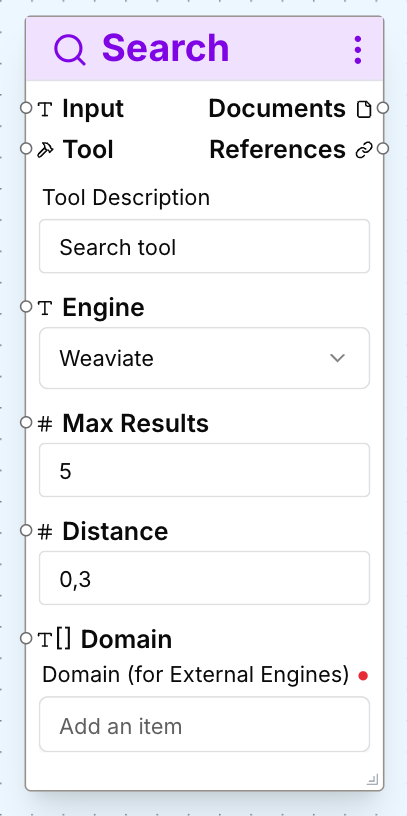 Search
Input Documents
Tool References
Tool Description
Search tool
Engine
Weaviate
# Max Results
5
# Distance
0,3
T[] Domain
Domain (for External Engines)
Add an item